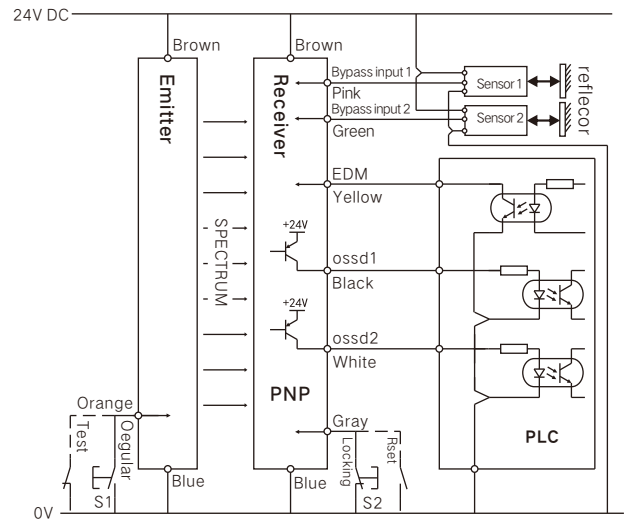 24V DC
Brown
Brown
Bypass input 1
Pink
Bypass input 2
Green
Sensor 1
Sensor 2
reflecor
Emitter
Receiver
EDM
Yellow
SPECTRUM
+24V
ossd1
Black
+24V
ossd2
White
PNP
PLC
Orange
Test
Oegular
S1
Blue
Gray
Locking
Rset
S2
Blue
0V